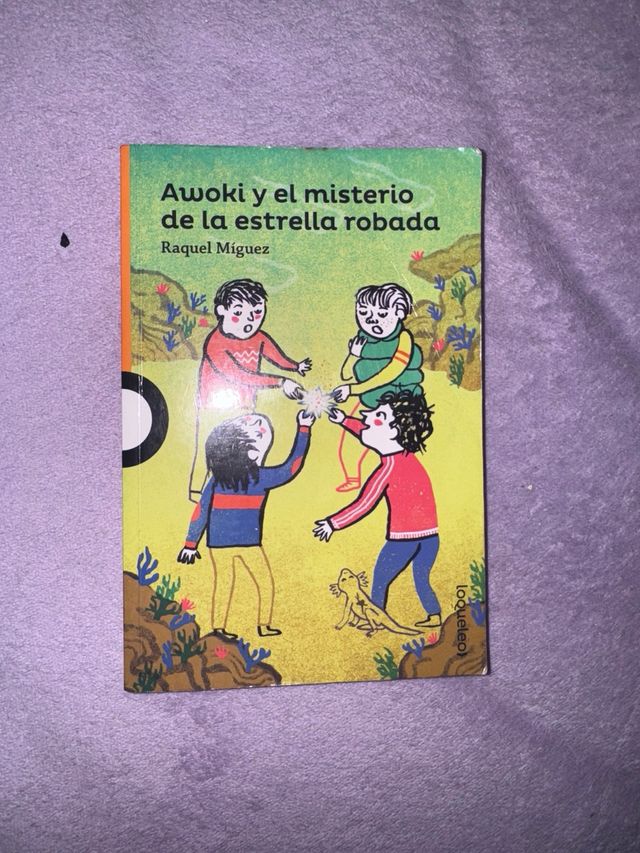 Awoki y el misterio
de la estrella robada
Raquel Míguez
loqueleo